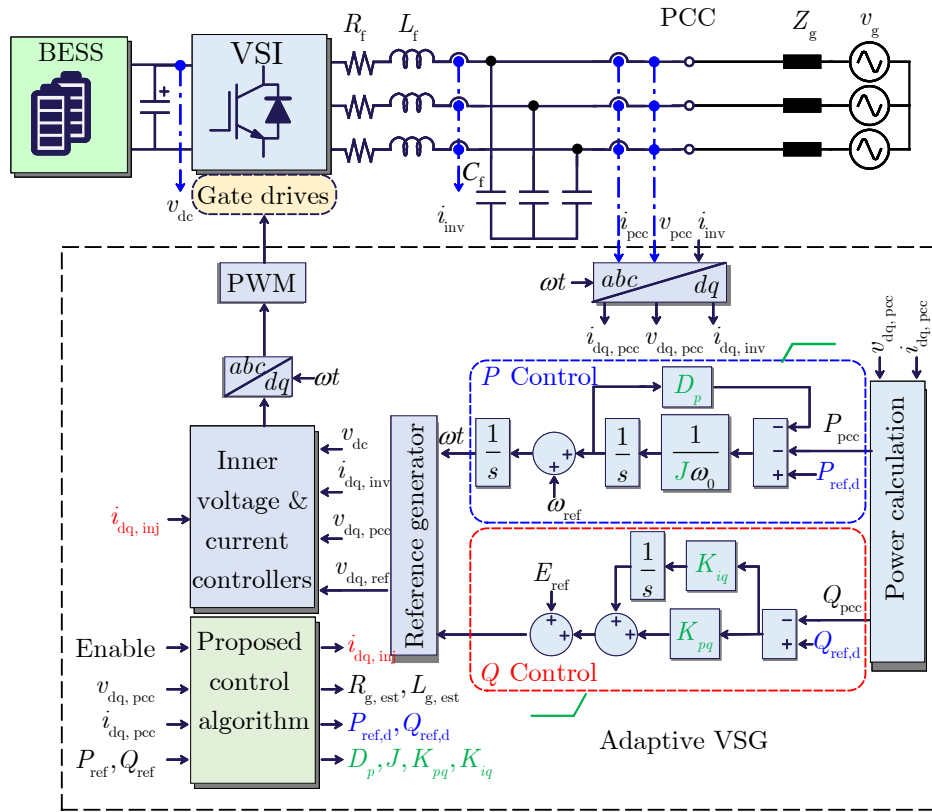 BESS
VSI
R_f
L_f
PCC
Z_g
v_g
+
C_f
Gate drives
v_dc
i_inv
i_pcc
v_pcc
i_inv
PWM
ωt
abc
dq
i_dq, pcc
v_dq, pcc
i_dq, inv
v_dq, pcc
i_dq, pcc
abc
dq
ωt
P Control
D_p
P_pcc
ωt
1/s
+
+
1/s
1/Jω_0
−
−
+
P_ref,d
ω_ref
Inner voltage & current controllers
v_dc
i_dq, inv
i_dq, inj
v_dq, pcc
v_dq, ref
Reference generator
Power calculation
E_ref
1/s
K_iq
Q_pcc
+
+
+
+
K_pq
−
+
Q_ref,d
Q Control
Enable
Proposed control algorithm
i_dq, inj
v_dq, pcc
R_g, est, L_g, est
i_dq, pcc
P_ref,d, Q_ref,d
P_ref, Q_ref
D_p, J, K_pq, K_iq
Adaptive VSG